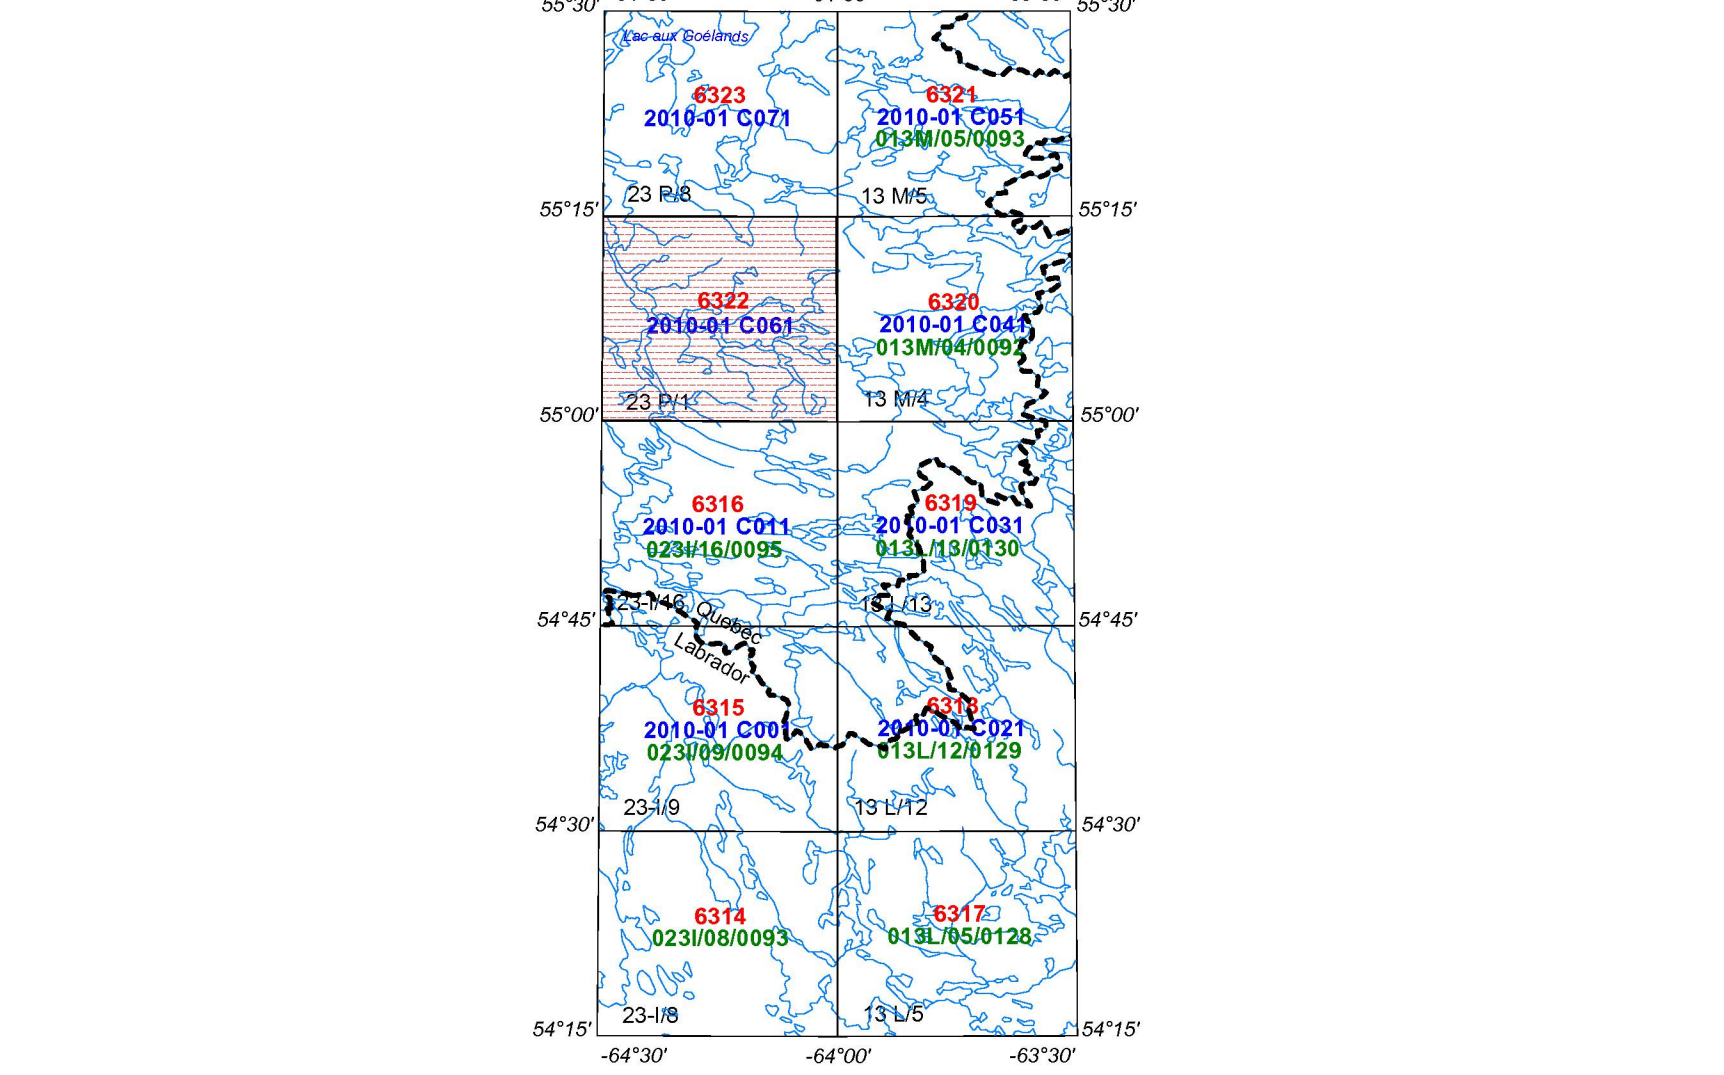 55°30' 55°30'
Lac aux Goélands
6323
2010-01 C071
23 P/8
6321
2010-01 C051
013M/05/0093
13 M/5
55°15' 55°15'
6322
2010-01 C061
23 P/1
6320
2010-01 C041
013M/04/0092
13 M/4
55°00' 55°00'
6316
2010-01 C011
023I/16/0095
23-I/16
Quebec
Labrador
6319
2010-01 C031
013L/13/0130
13 L/13
54°45' 54°45'
6315
2010-01 C001
023I/09/0094
23-I/9
6318
2010-01 C021
013L/12/0129
13 L/12
54°30' 54°30'
6314
023I/08/0093
23-I/8
6317
013L/05/0128
13 L/5
54°15' 54°15'
-64°30' -64°00' -63°30'